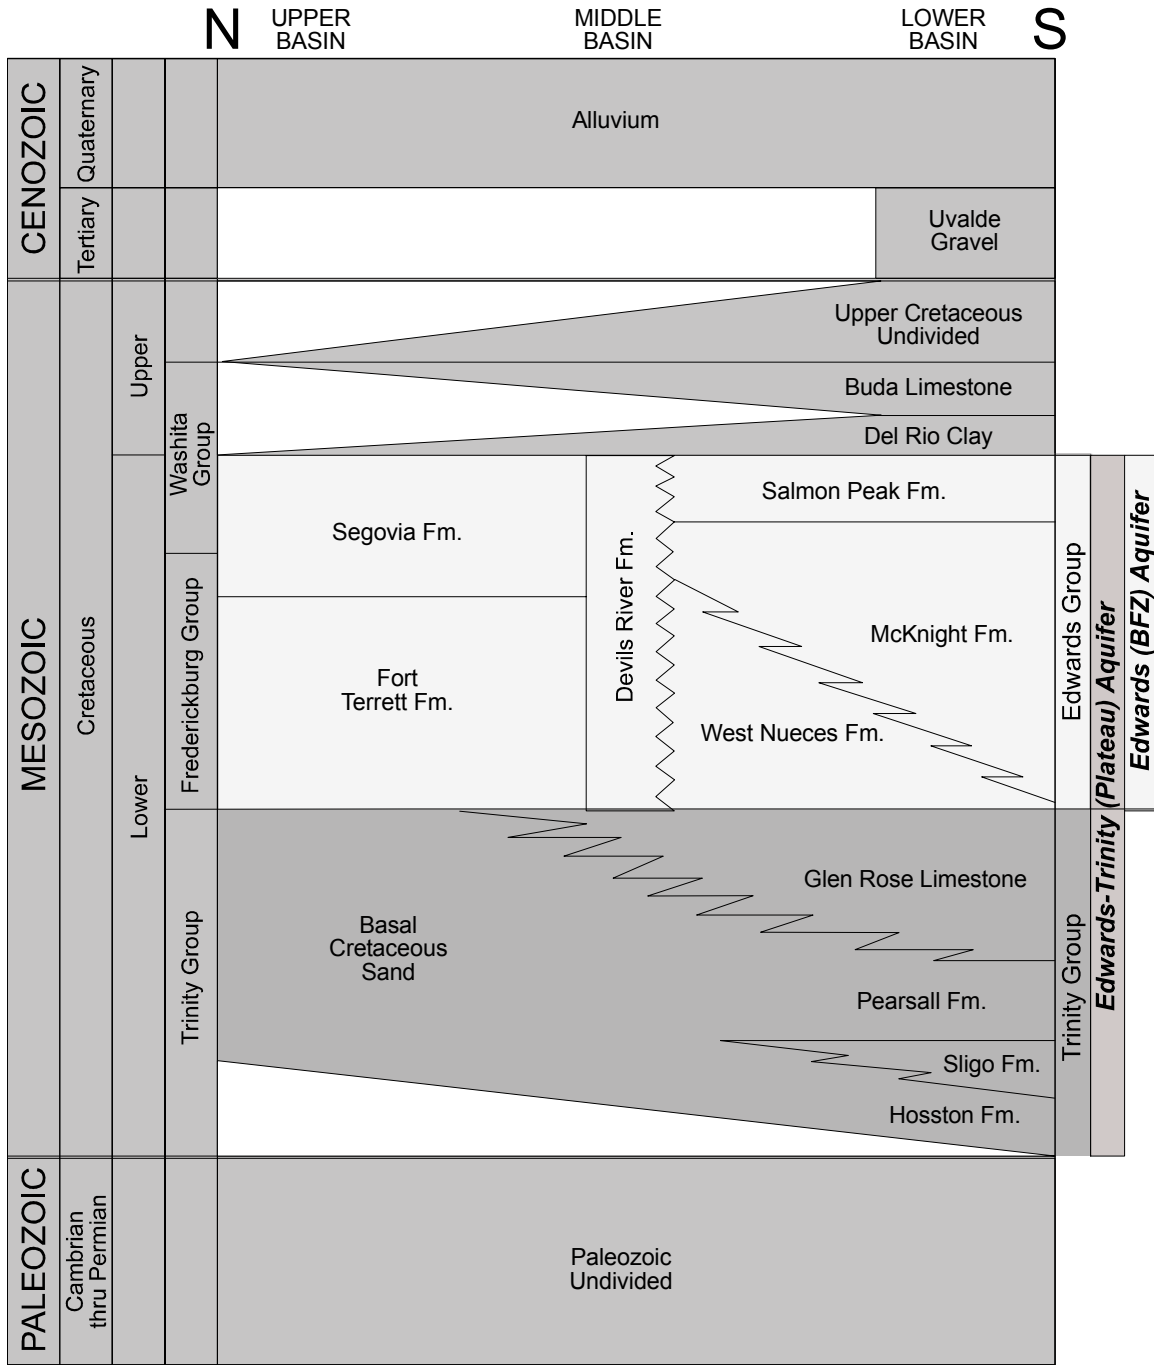 N
UPPER
BASIN
MIDDLE
BASIN
LOWER
BASIN
S
CENOZOIC
Quaternary
Alluvium
Tertiary
Uvalde
Gravel
MESOZOIC
Cretaceous
Upper
Upper Cretaceous
Undivided
Washita
Group
Buda Limestone
Del Rio Clay
Lower
Segovia Fm.
Devils River Fm.
Salmon Peak Fm.
Frederickburg Group
Fort
Terrett Fm.
McKnight Fm.
West Nueces Fm.
Edwards Group
Edwards-Trinity (Plateau) Aquifer
Edwards (BFZ) Aquifer
Trinity Group
Basal
Cretaceous
Sand
Glen Rose Limestone
Pearsall Fm.
Sligo Fm.
Hosston Fm.
Trinity Group
PALEOZOIC
Cambrian
thru Permian
Paleozoic
Undivided